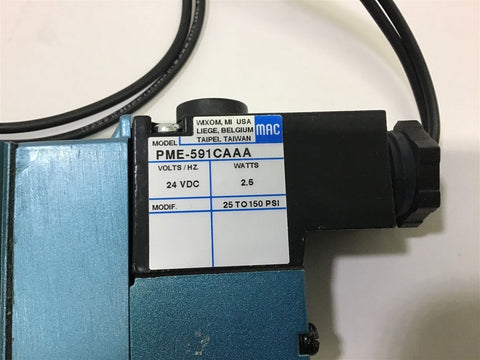 WIXOM, MI USA
LIEGE, BELGIUM
TAIPEI, TAIWAN
MAC
MODEL
PME-591CAAA
VOLTS / HZ. WATTS
24 VDC 2.5
MODIF. 25 TO 150 PSI